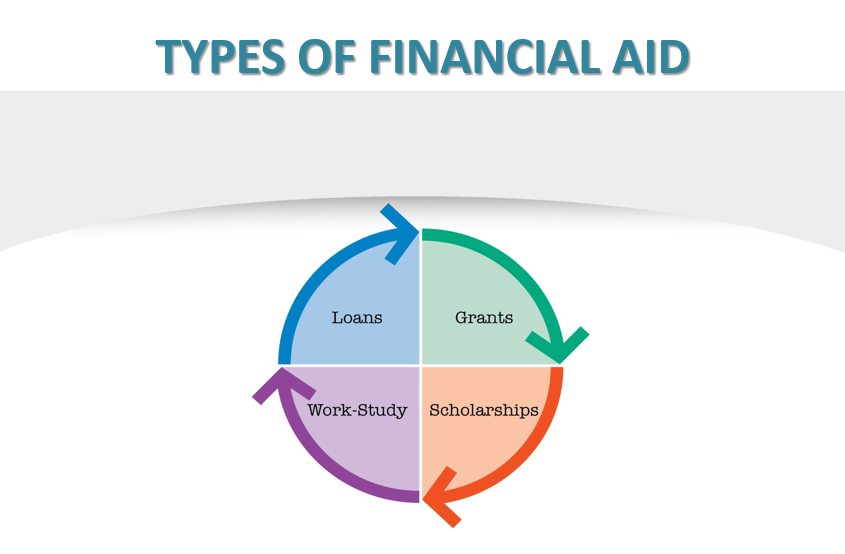 TYPES OF FINANCIAL AID
Loans
Grants
Work-Study
Scholarships